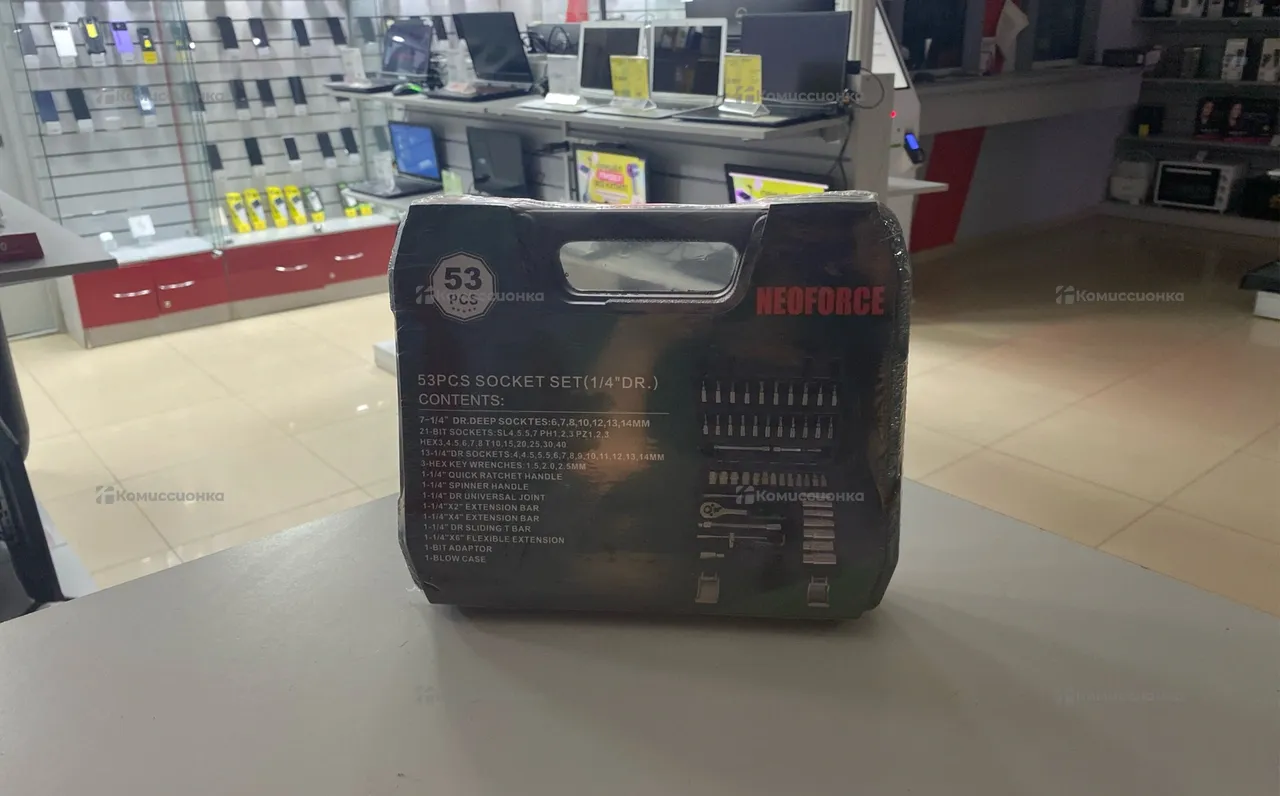 53
PCS
NEOFORCE
53PCS SOCKET SET(1/4"DR.)
CONTENTS:
7-1/4" DR.DEEP SOCKTES:6,7,8,10,12,13,14MM
21-BIT SOCKETS:SL4,5.5,7 PH1,2,3 PZ1,2,3
HEX3,4,5,6,7,8 T10,15,20,25,30,40
13-1/4"DR SOCKETS:4,4.5,5,5.5,6,7,8,9,10,11,12,13,14MM
3-HEX KEY WRENCHES:1.5,2.0,2.5MM
1-1/4" QUICK RATCHET HANDLE
1-1/4" SPINNER HANDLE
1-1/4" DR UNIVERSAL JOINT
1-1/4"X2" EXTENSION BAR
1-1/4"X4" EXTENSION BAR
1-1/4" DR SLIDING T BAR
1-1/4"X6" FLEXIBLE EXTENSION
1-BIT ADAPTOR
1-BLOW CASE
Комиссионка
Комиссионка
Комиссионка
Комиссионка
Комиссионка
Комиссионка
Комиссионка
Комиссионка